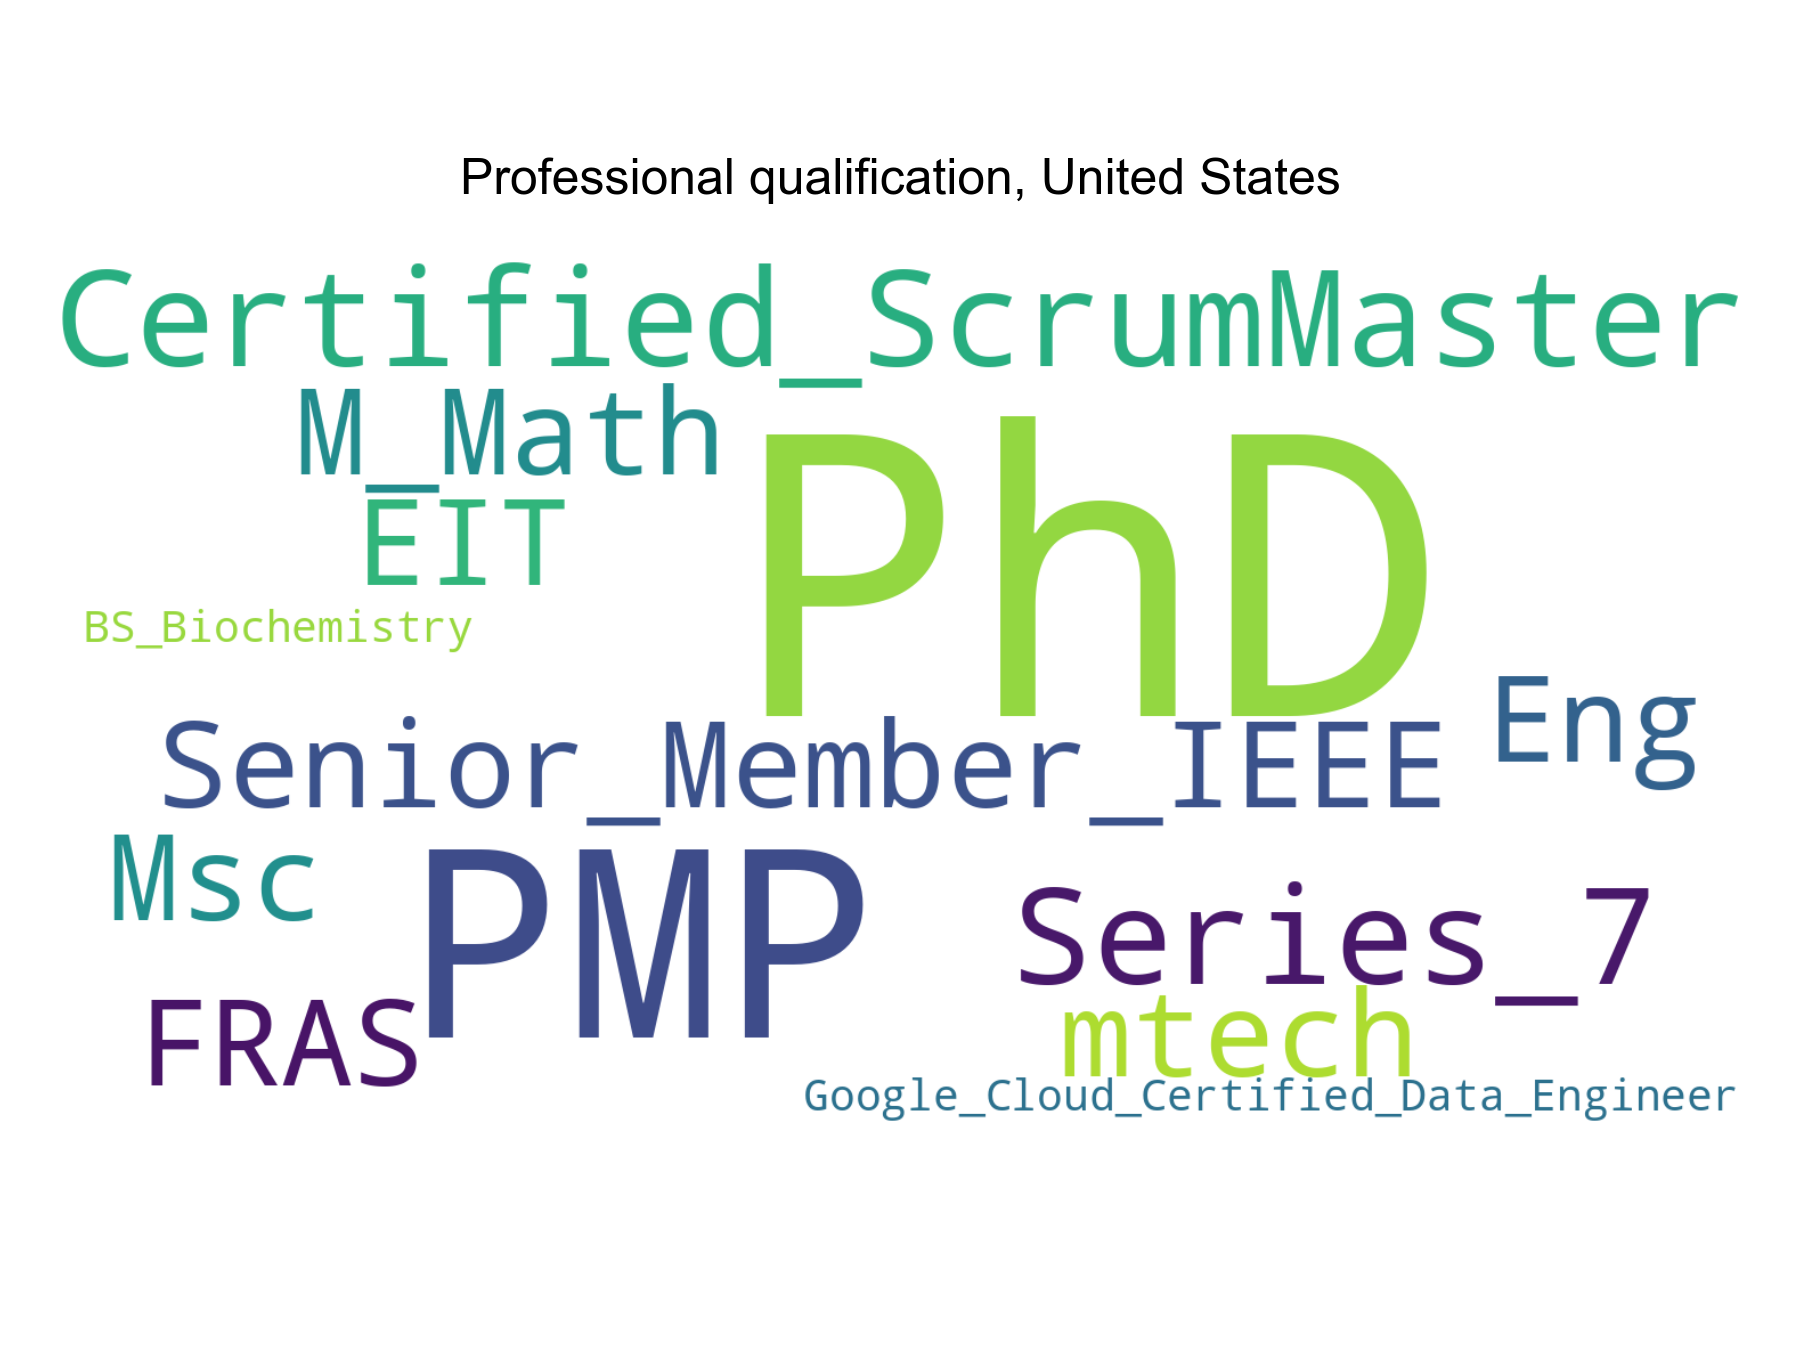 Professional qualification, United States
Certified_ScrumMaster
M_Math
PhD
EIT
BS_Biochemistry
Eng
Senior_Member_IEEE
Msc
PMP
Series_7
FRAS
mtech
Google_Cloud_Certified_Data_Engineer